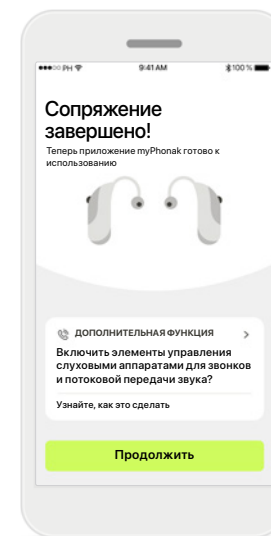 ●●●○○ PH 9:41 AM 100 %
Сопряжение
завершено!
Теперь приложение myPhonak готово к
использованию
ДОПОЛНИТЕЛЬНАЯ ФУНКЦИЯ
Включить элементы управления
слуховыми аппаратами для звонков
и потоковой передачи звука?
Узнайте, как это сделать
Продолжить